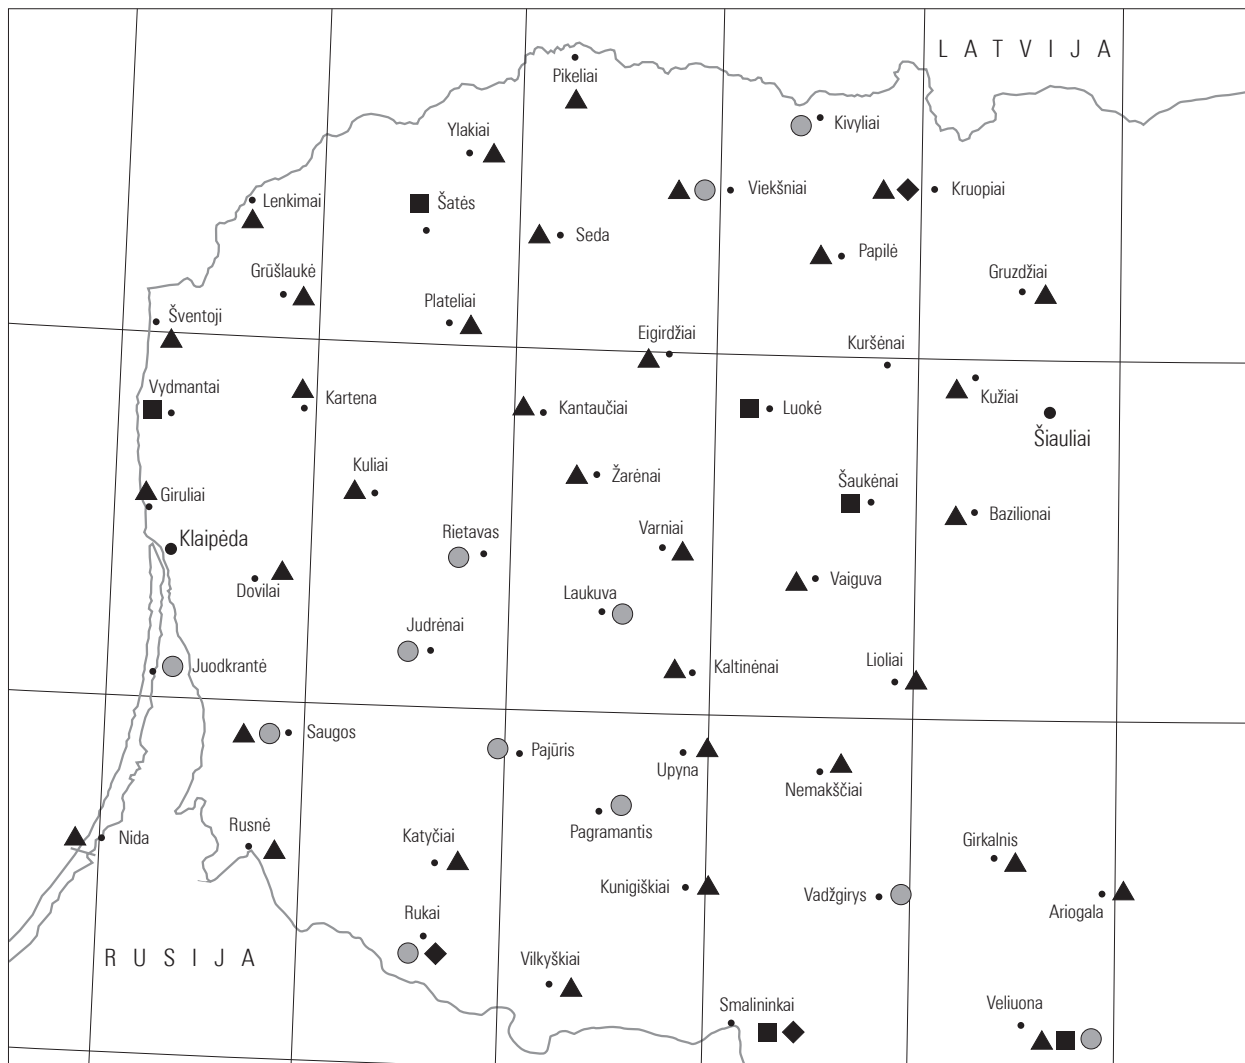 LATVIJA
Pikeliai
Kivyliai
Ylakiai
Viekšniai
Kruopiai
Lenkimai
Šatės
Seda
Papilė
Grūšlaukė
Gruzdžiai
Plateliai
Šventoji
Eigirdžiai
Kuršėnai
Vydmantai
Kartena
Kantaučiai
Luokė
Kužiai
Šiauliai
Kuliai
Žarėnai
Šaukėnai
Giruliai
Bazilionai
Rietavas
Varniai
Klaipėda
Vaiguva
Dovilai
Laukuva
Judrėnai
Juodkrantė
Kaltinėnai
Lioliai
Saugos
Pajūris
Upyna
Nemakščiai
Pagramantis
Nida
Rusnė
Katyčiai
Girkalnis
Kunigiškiai
Vadžgirys
Ariogala
Rukai
RUSIJA
Vilkyškiai
Smalininkai
Veliuona